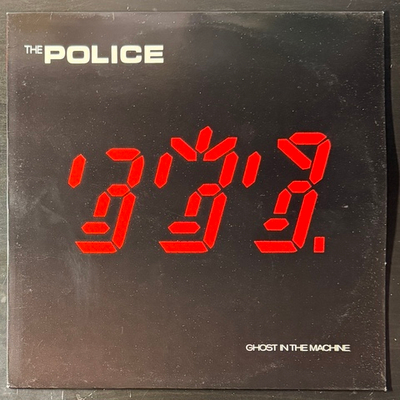 THE POLICE
GHOST IN THE MACHINE